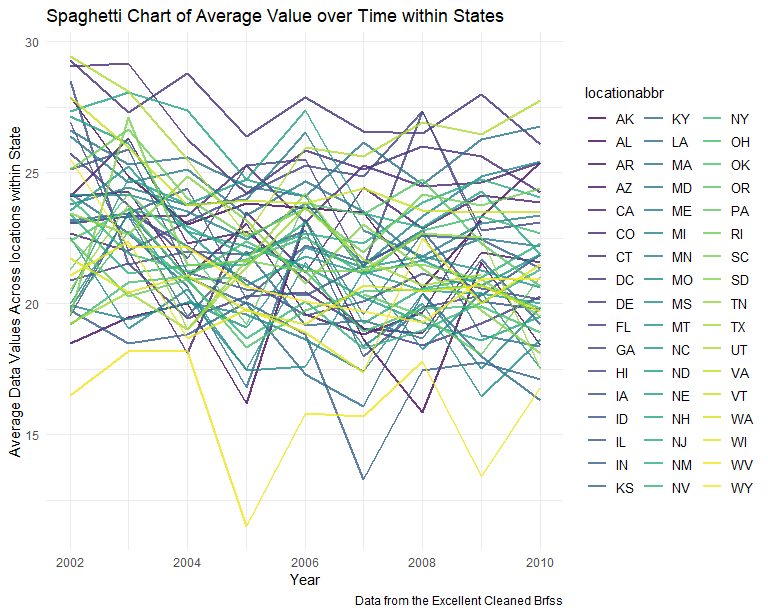 Spaghetti Chart of Average Value over Time within States
Average Data Values Across locations within State
30
25
20
15
2002
2004
2006
2008
2010
Year
locationabbr
AK KY NY
AL LA OH
AR MA OK
AZ MD OR
CA ME PA
CO MI RI
CT MN SC
DC MO SD
DE MS TN
FL MT TX
GA NC UT
HI ND VA
IA NE VT
ID NH WA
IL NJ WI
IN NM WV
KS NV WY
Data from the Excellent Cleaned Brfss